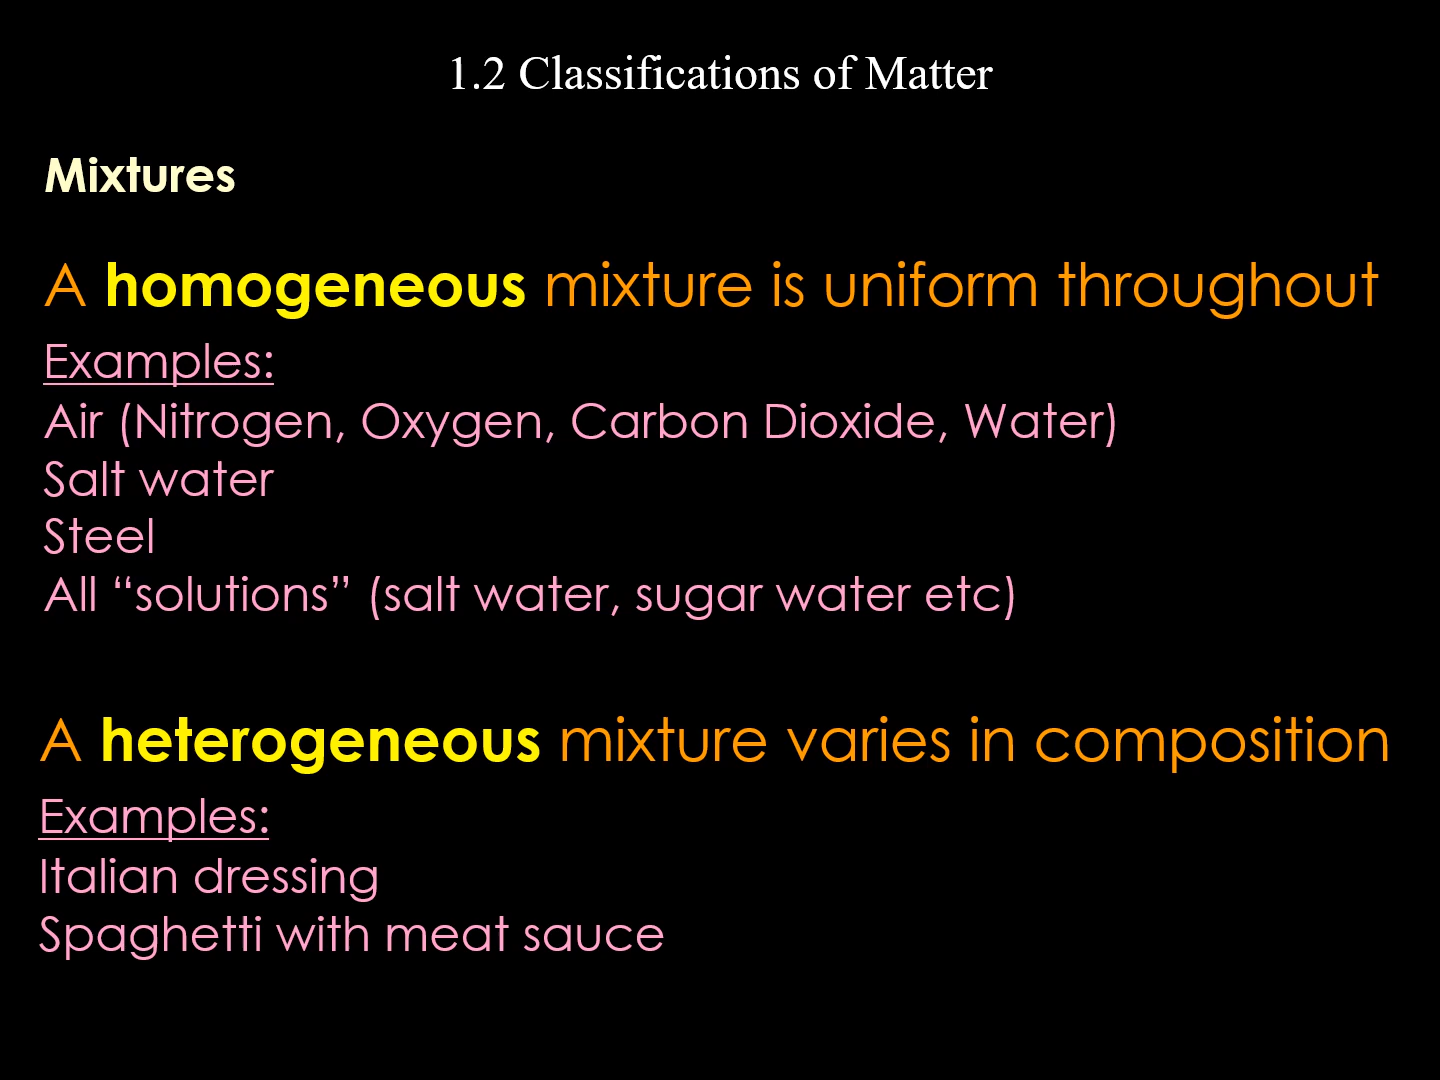 1.2 Classifications of Matter
Mixtures
A homogeneous mixture is uniform throughout
Examples:
Air (Nitrogen, Oxygen, Carbon Dioxide, Water)
Salt water
Steel
All “solutions” (salt water, sugar water etc)
A heterogeneous mixture varies in composition
Examples:
Italian dressing
Spaghetti with meat sauce